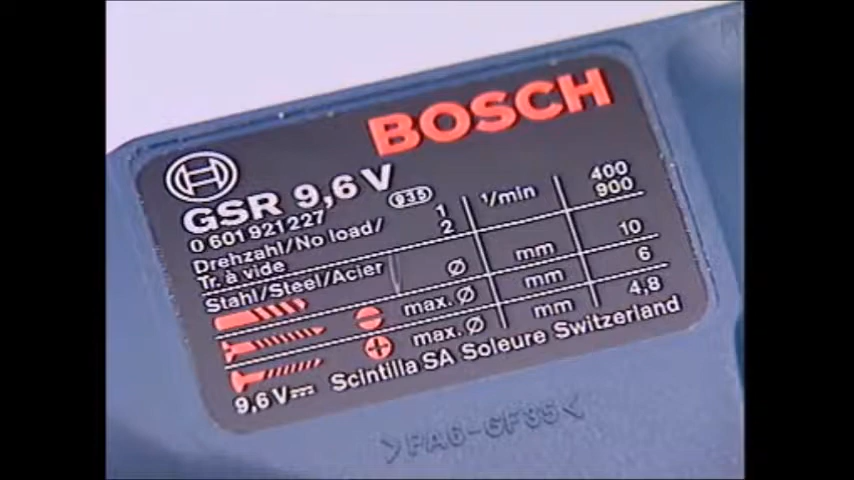 BOSCH
GSR 9,6 V
0 601 921 227 935
Drehzahl/No load/ 1 1/min 400
Tr. à vide 2 900
Stahl/Steel/Acier Ø mm 10
max. Ø mm 6
max. Ø mm 4,8
9,6 V Scintilla SA Soleure Switzerland
>PA6-GF35<